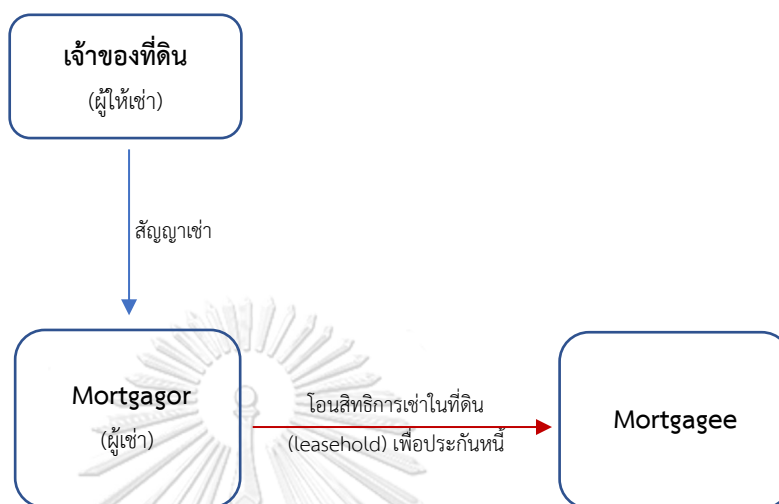 เจ้าของที่ดิน
(ผู้ให้เช่า)
สัญญาเช่า
Mortgagor
(ผู้เช่า)
โอนสิทธิการเช่าในที่ดิน
(leasehold) เพื่อประกันหนี้
Mortgagee